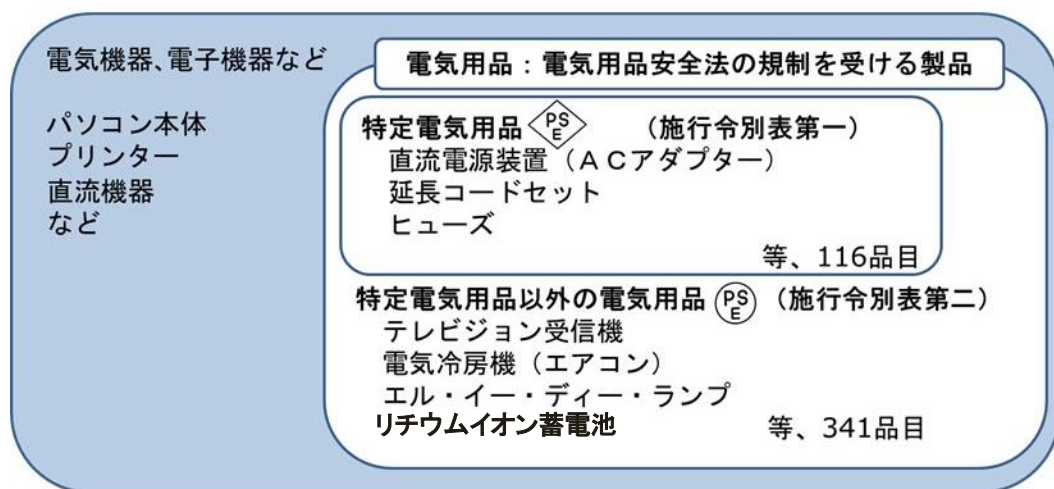 電気機器、電子機器など
パソコン本体
プリンター
直流機器
など
電気用品：電気用品安全法の規制を受ける製品
特定電気用品 PSE （施行令別表第一）
直流電源装置（ＡＣアダプター）
延長コードセット
ヒューズ
等、116品目
特定電気用品以外の電気用品 PSE （施行令別表第二）
テレビジョン受信機
電気冷房機（エアコン）
エル・イー・ディー・ランプ
リチウムイオン蓄電池
等、341品目